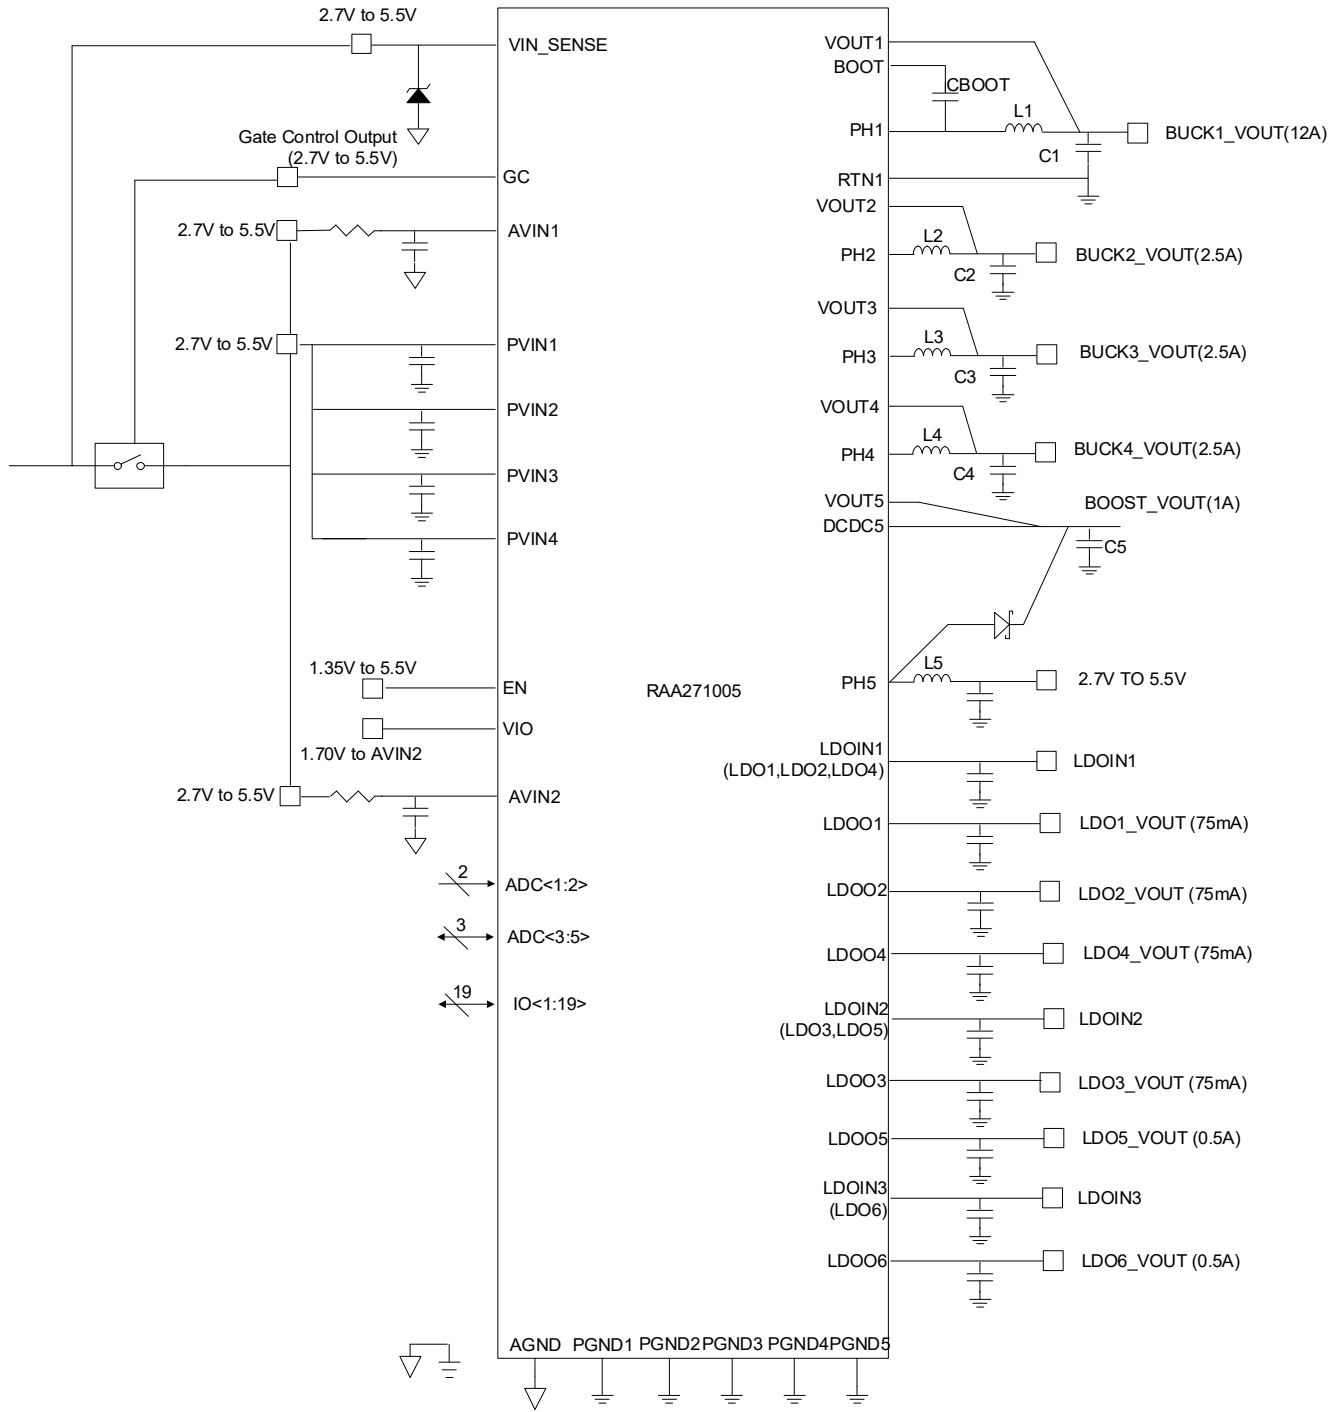 2.7V to 5.5V
VIN_SENSE
Gate Control Output
(2.7V to 5.5V)
GC
2.7V to 5.5V
AVIN1
2.7V to 5.5V
PVIN1
PVIN2
PVIN3
PVIN4
1.35V to 5.5V
EN
VIO
1.70V to AVIN2
2.7V to 5.5V
AVIN2
2
ADC<1:2>
3
ADC<3:5>
19
IO<1:19>
RAA271005
VOUT1
BOOT
CBOOT
L1
PH1
BUCK1_VOUT(12A)
C1
RTN1
VOUT2
L2
PH2
BUCK2_VOUT(2.5A)
C2
VOUT3
L3
PH3
BUCK3_VOUT(2.5A)
C3
VOUT4
L4
PH4
BUCK4_VOUT(2.5A)
C4
VOUT5
BOOST_VOUT(1A)
DCDC5
C5
L5
PH5
2.7V TO 5.5V
LDOIN1
(LDO1,LDO2,LDO4)
LDOIN1
LDOO1
LDO1_VOUT (75mA)
LDOO2
LDO2_VOUT (75mA)
LDOO4
LDO4_VOUT (75mA)
LDOIN2
(LDO3,LDO5)
LDOIN2
LDOO3
LDO3_VOUT (75mA)
LDOO5
LDO5_VOUT (0.5A)
LDOIN3
(LDO6)
LDOIN3
LDOO6
LDO6_VOUT (0.5A)
AGND PGND1 PGND2 PGND3 PGND4 PGND5